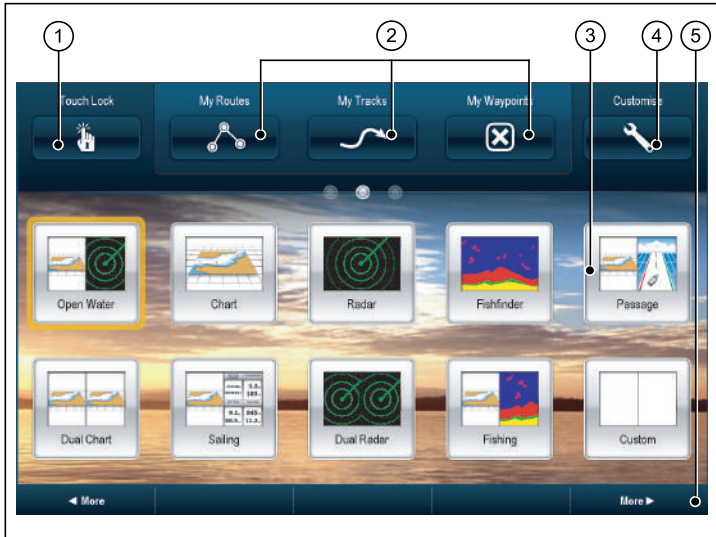 1 2 3 4 5
Touch Lock My Routes My Tracks My Waypoints Customise
Open Water Chart Radar Fishfinder Passage
Dual Chart Sailing Dual Radar Fishing Custom
◄ More More ►